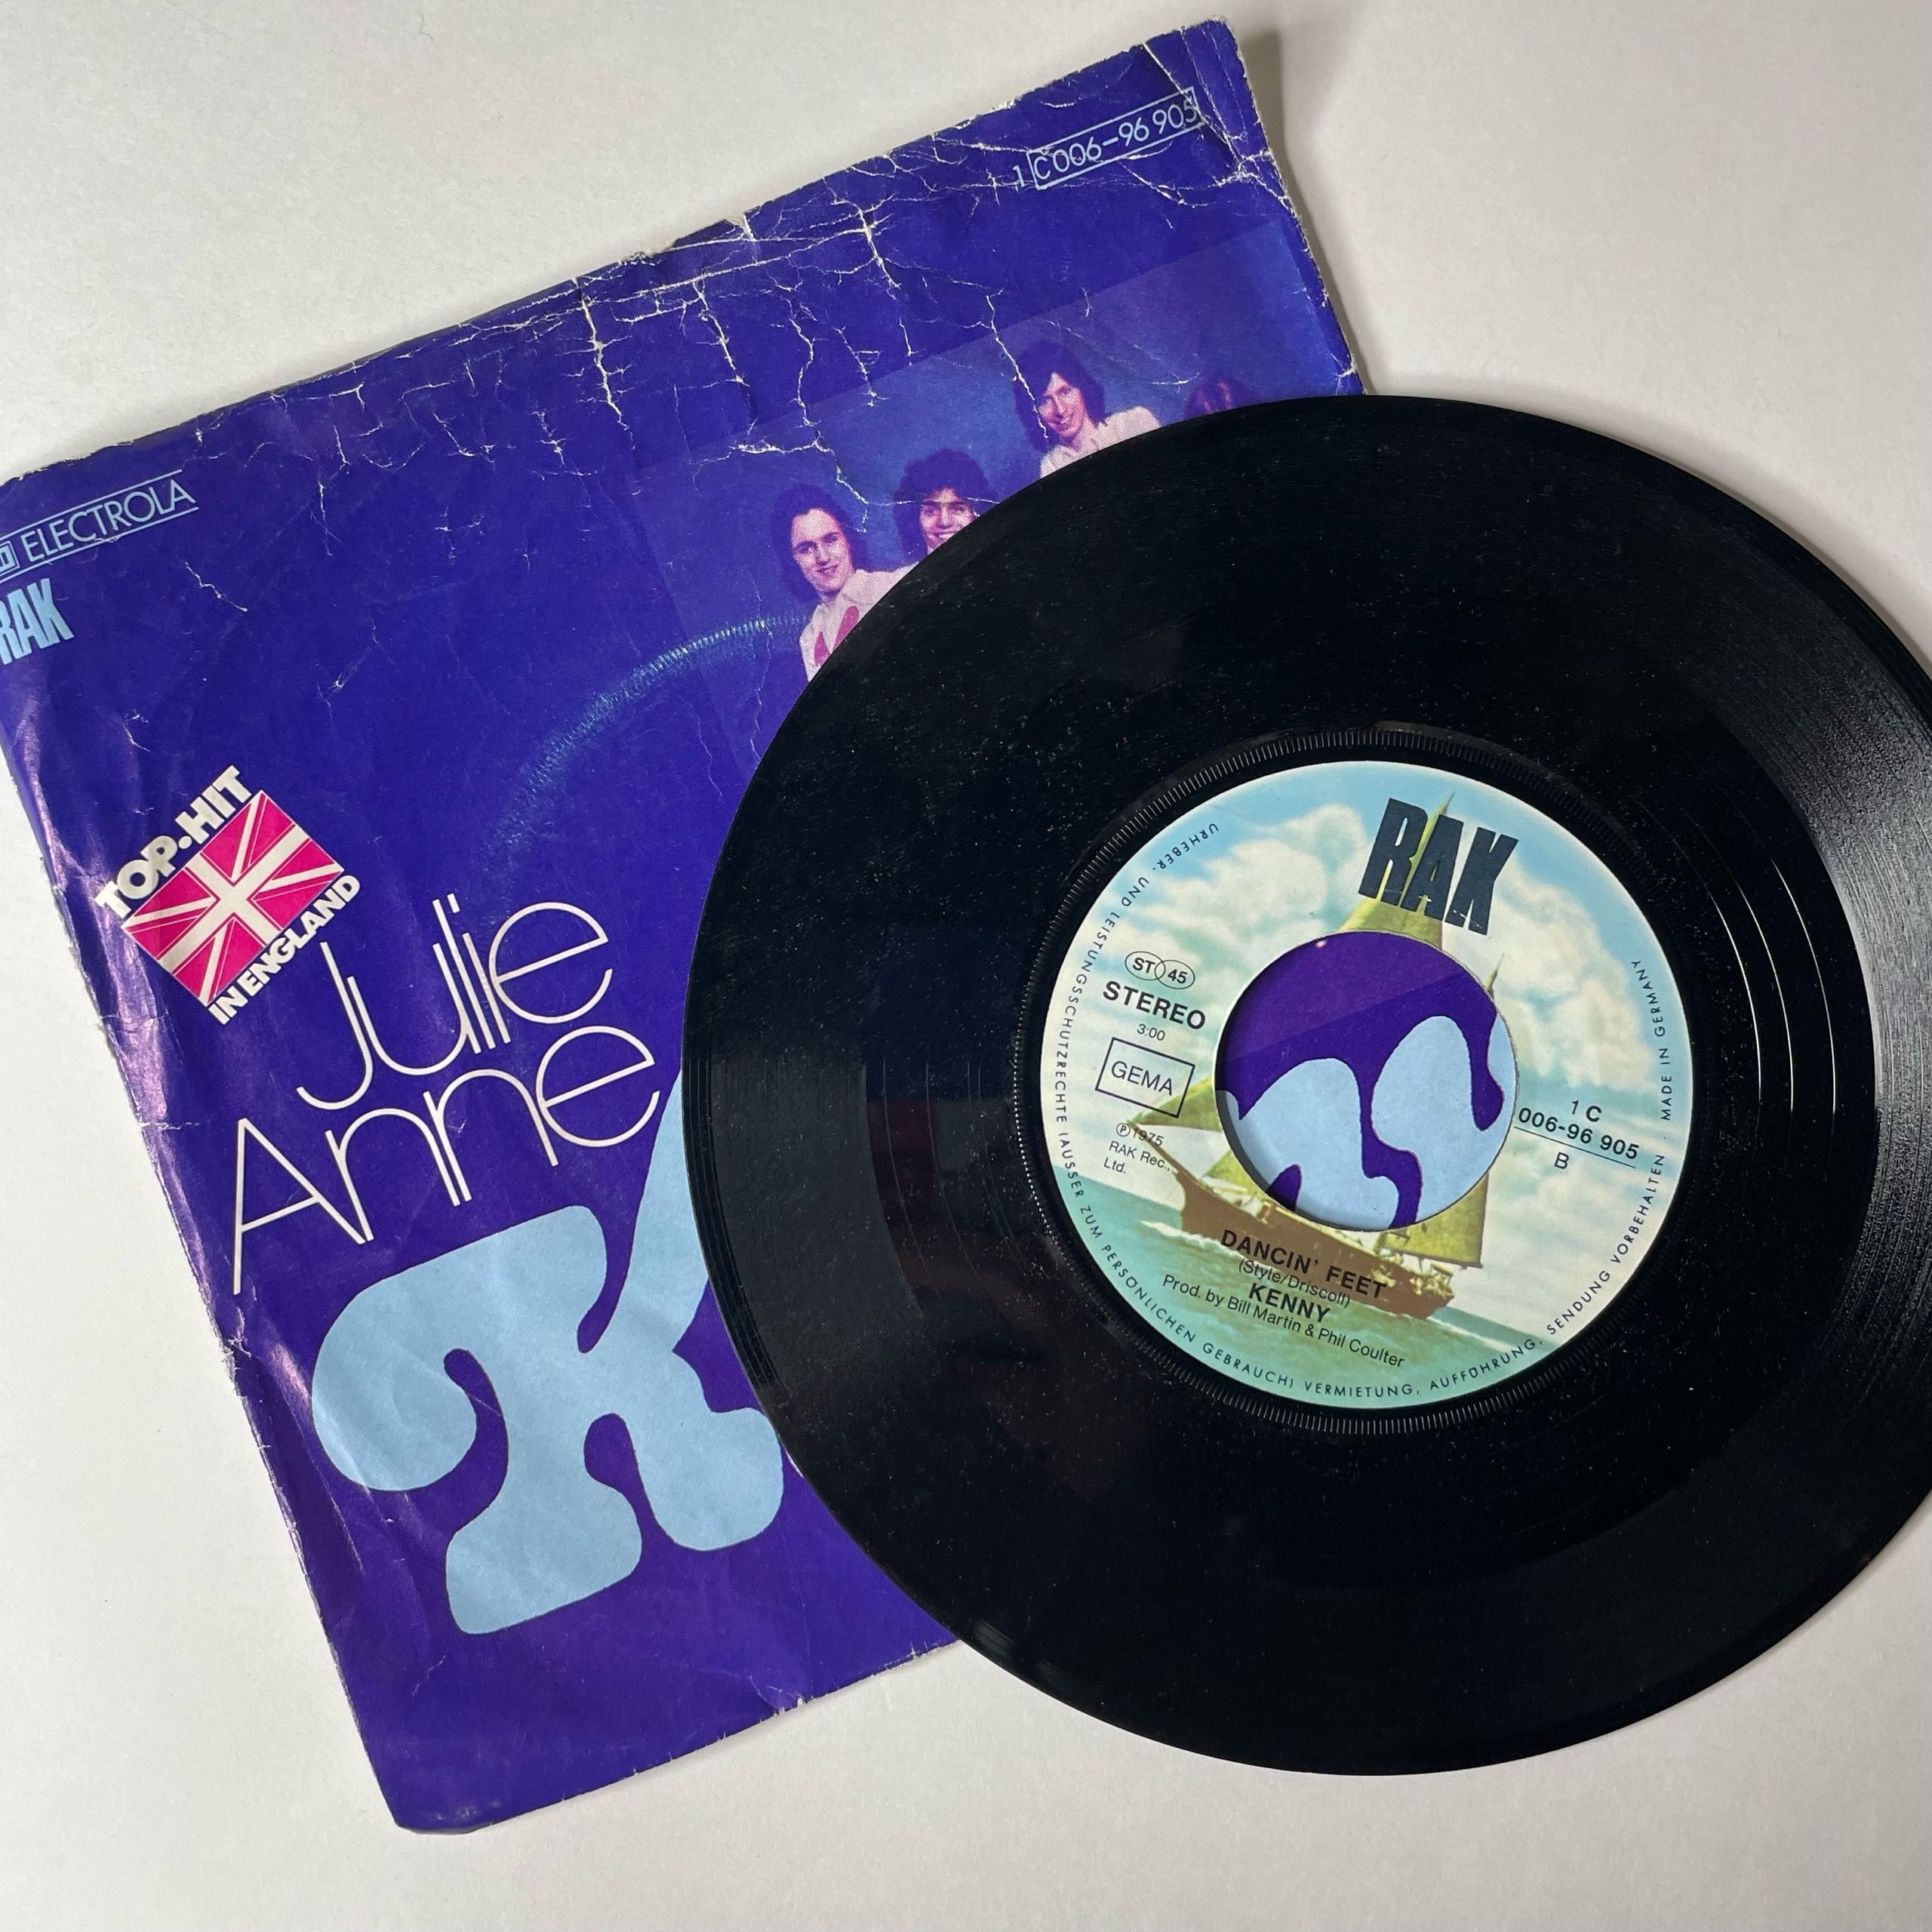 1C 006-96 905
ELECTROLA
RAK
TOP-HIT
IN ENGLAND
Julie
Anne
K
RAK
ST 45
STEREO
3:00
GEMA
℗ 1975
RAK Rec.,
Ltd.
1 C
006-96 905
B
DANCIN' FEET
(Style/Driscoll)
KENNY
Prod. by Bill Martin & Phil Coulter
URHEBER- UND LEISTUNGSSCHUTZRECHTE (AUSSER ZUM PERSÖNLICHEN GEBRAUCH) VERMIETUNG, AUFFÜHRUNG, SENDUNG VORBEHALTEN · MADE IN GERMANY